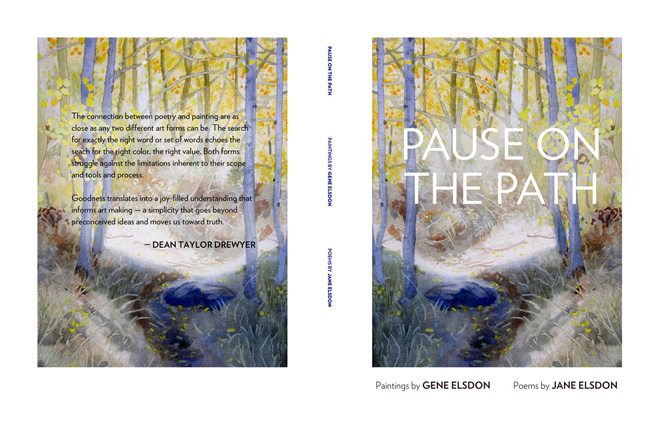 The connection between poetry and painting are as
close as any two different art forms can be. The search
for exactly the right word or set of words echoes the
seach for the right color, the right value. Both forms
struggle against the limitations inherent to their scope
and tools and process.
Goodness translates into a joy-filled understanding that
informs art making — a simplicity that goes beyond
preconceived ideas and moves us toward truth.
— DEAN TAYLOR DREWYER
PAUSE ON THE PATH
PAINTINGS BY GENE ELSDON
POEMS BY JANE ELSDON
PAUSE ON
THE PATH
Paintings by GENE ELSDON Poems by JANE ELSDON